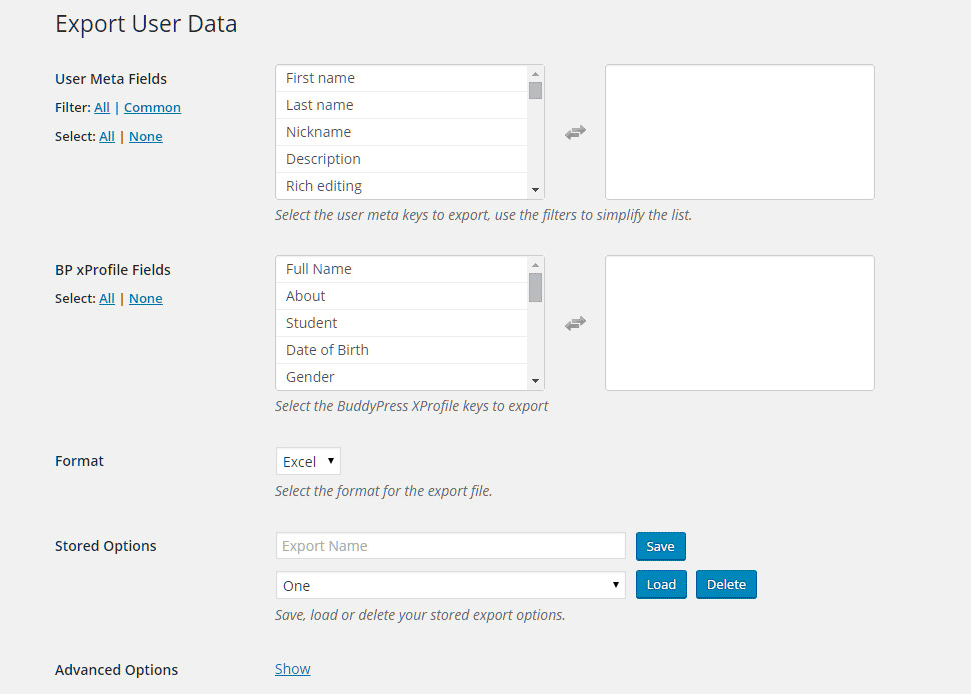 Export User Data
User Meta Fields
Filter: All | Common
Select: All | None
First name
Last name
Nickname
Description
Rich editing
Select the user meta keys to export, use the filters to simplify the list.
BP xProfile Fields
Select: All | None
Full Name
About
Student
Date of Birth
Gender
Select the BuddyPress XProfile keys to export
Format
Excel
Select the format for the export file.
Stored Options
Export Name Save
One Load Delete
Save, load or delete your stored export options.
Advanced Options Show